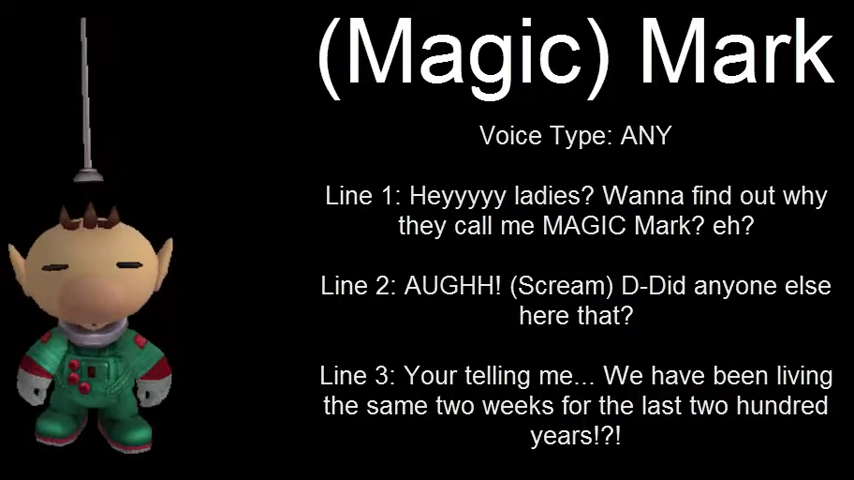 (Magic) Mark
Voice Type: ANY
Line 1: Heyyyyy ladies? Wanna find out why
they call me MAGIC Mark? eh?
Line 2: AUGHH! (Scream) D-Did anyone else
here that?
Line 3: Your telling me... We have been living
the same two weeks for the last two hundred
years!?!